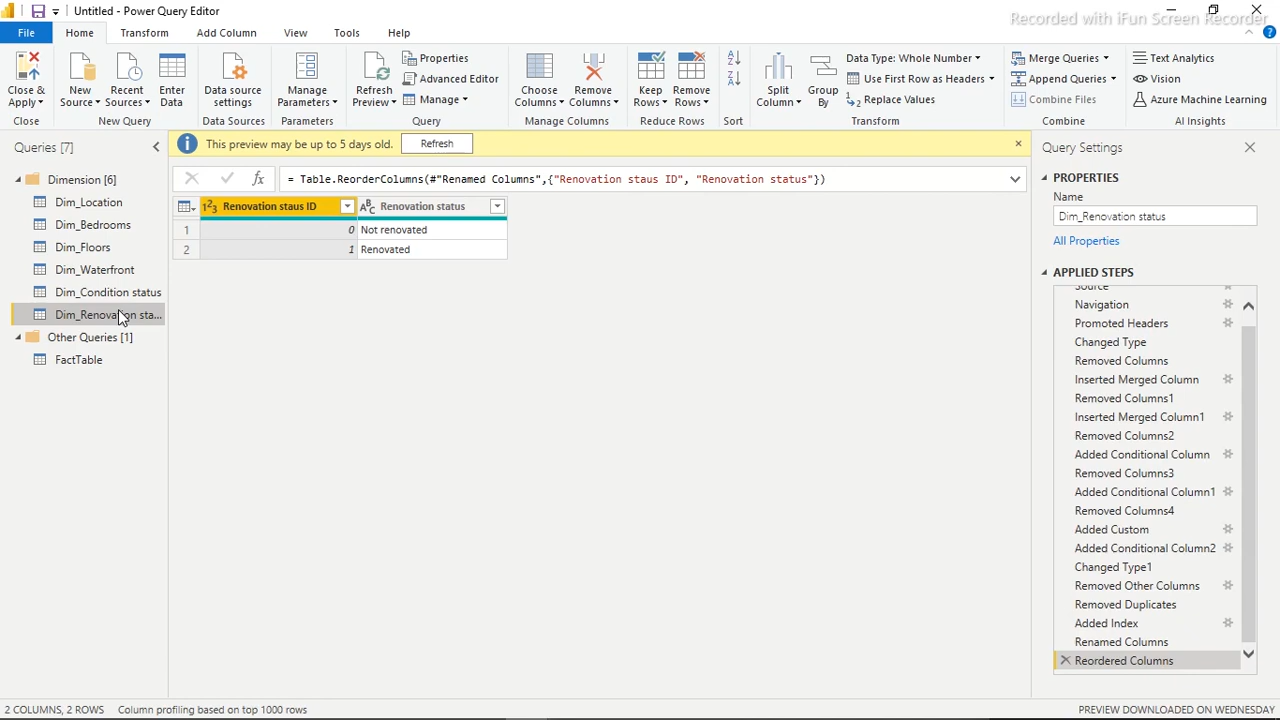 Untitled - Power Query Editor
Recorded with iFun Screen Recorder
File Home Transform Add Column View Tools Help
Close & Apply
New Source
Recent Sources
Enter Data
Data source settings
Manage Parameters
Refresh Preview
Properties
Advanced Editor
Manage
Choose Columns
Remove Columns
Keep Rows
Remove Rows
Split Column
Group By
Data Type: Whole Number
Use First Row as Headers
Replace Values
Merge Queries
Append Queries
Combine Files
Text Analytics
Vision
Azure Machine Learning
Close New Query Data Sources Parameters Query Manage Columns Reduce Rows Sort Transform Combine AI Insights
Queries [7]
Dimension [6]
Dim_Location
Dim_Bedrooms
Dim_Floors
Dim_Waterfront
Dim_Condition status
Dim_Renovation sta...
Other Queries [1]
FactTable
This preview may be up to 5 days old. Refresh
fx = Table.ReorderColumns(#"Renamed Columns",{"Renovation staus ID", "Renovation status"})
1²3 Renovation staus ID ABC Renovation status
1 0 Not renovated
2 1 Renovated
Query Settings
PROPERTIES
Name
Dim_Renovation status
All Properties
APPLIED STEPS
Source
Navigation
Promoted Headers
Changed Type
Removed Columns
Inserted Merged Column
Removed Columns1
Inserted Merged Column1
Removed Columns2
Added Conditional Column
Removed Columns3
Added Conditional Column1
Removed Columns4
Added Custom
Added Conditional Column2
Changed Type1
Removed Other Columns
Removed Duplicates
Added Index
Renamed Columns
Reordered Columns
2 COLUMNS, 2 ROWS Column profiling based on top 1000 rows PREVIEW DOWNLOADED ON WEDNESDAY